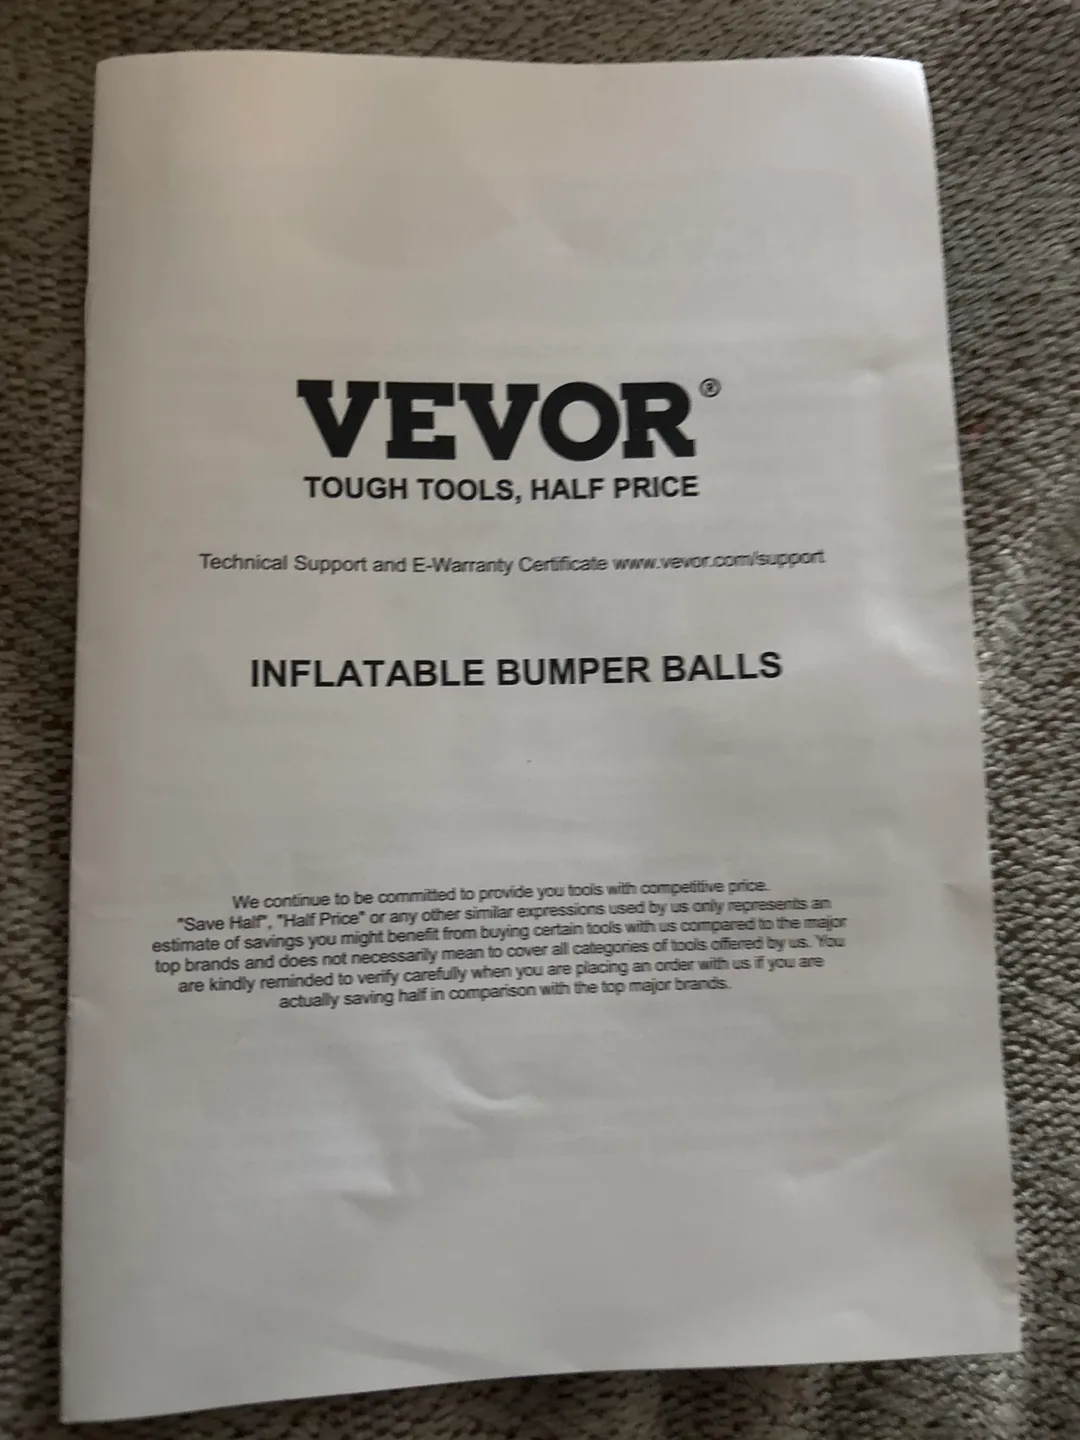 VEVOR®
TOUGH TOOLS, HALF PRICE
Technical Support and E-Warranty Certificate www.vevor.com/support
INFLATABLE BUMPER BALLS
We continue to be committed to provide you tools with competitive price.
"Save Half", "Half Price" or any other similar expressions used by us only represents an
estimate of savings you might benefit from buying certain tools with us compared to the major
top brands and does not necessarily mean to cover all categories of tools offered by us. You
are kindly reminded to verify carefully when you are placing an order with us if you are
actually saving half in comparison with the top major brands.